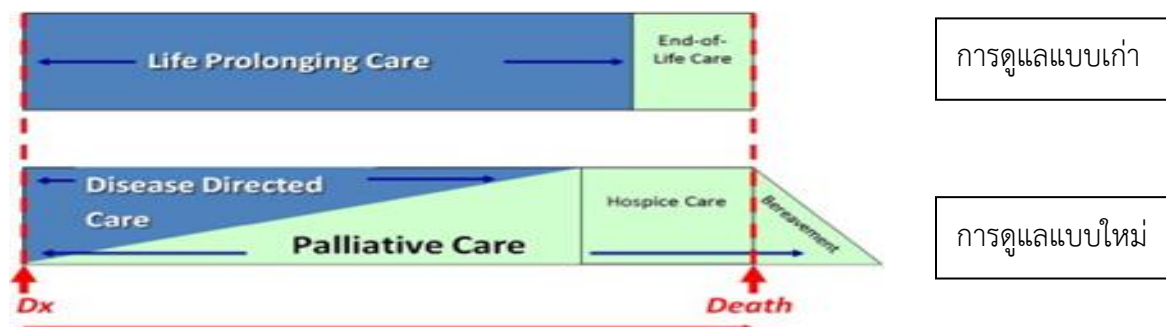 Life Prolonging Care
End-of-
Life Care
การดูแลแบบเก่า
Disease Directed
Care
Palliative Care
Hospice Care
Bereavement
การดูแลแบบใหม่
Dx
Death